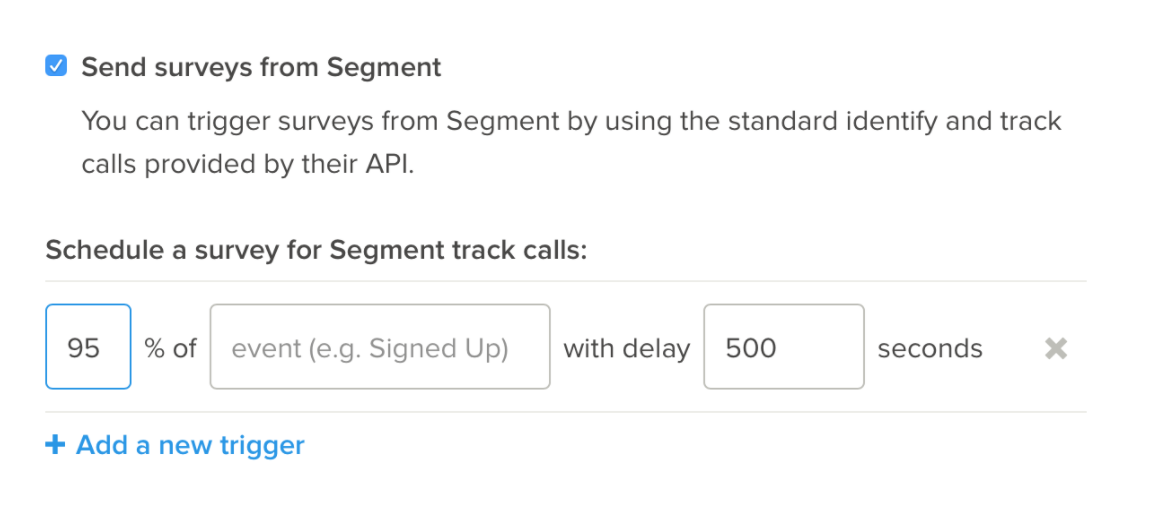 Send surveys from Segment
You can trigger surveys from Segment by using the standard identify and track
calls provided by their API.
Schedule a survey for Segment track calls:
95 % of event (e.g. Signed Up) with delay 500 seconds
+ Add a new trigger